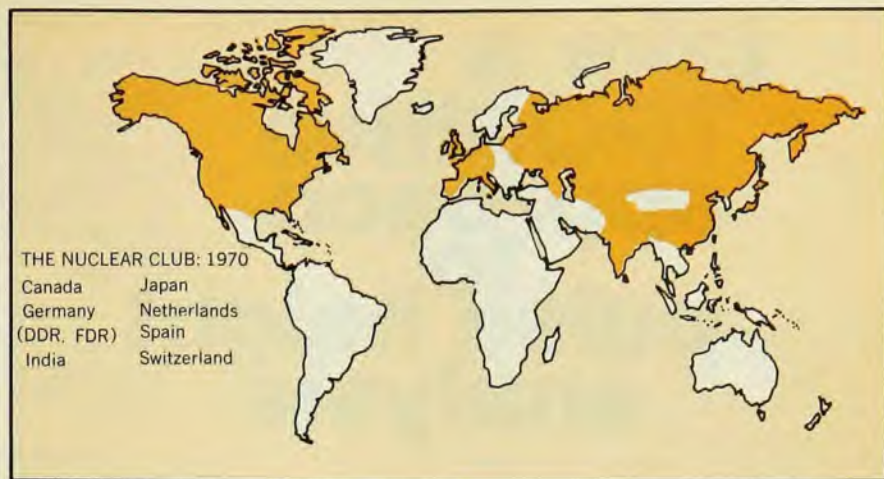 THE NUCLEAR CLUB: 1970
Canada Japan
Germany Netherlands
(DDR, FDR) Spain
India Switzerland